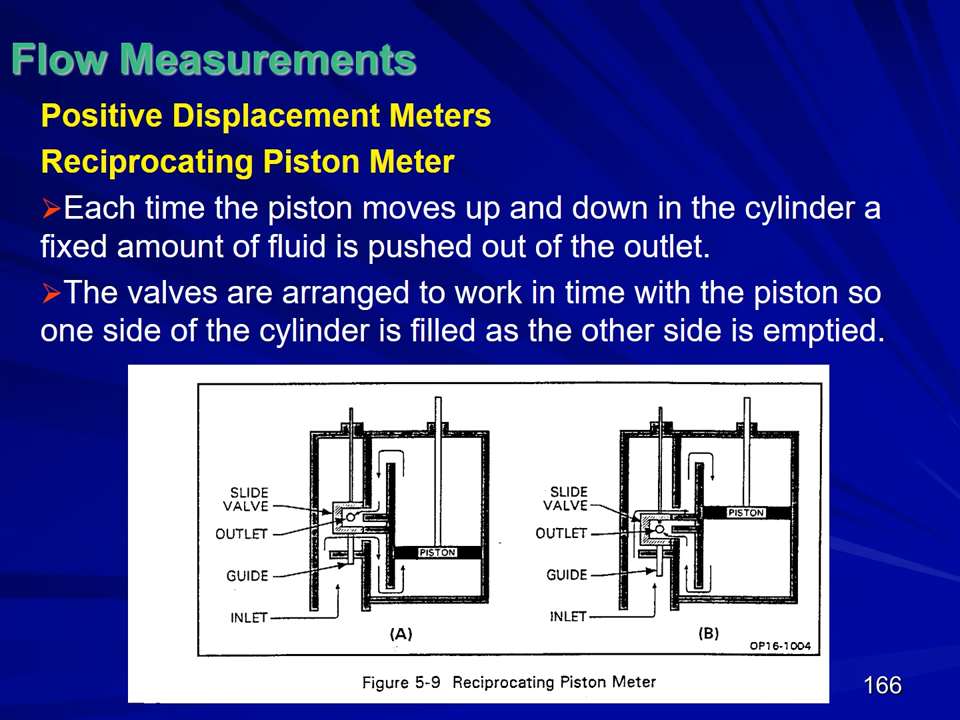 Flow Measurements
Positive Displacement Meters
Reciprocating Piston Meter
➢Each time the piston moves up and down in the cylinder a
fixed amount of fluid is pushed out of the outlet.
➢The valves are arranged to work in time with the piston so
one side of the cylinder is filled as the other side is emptied.
SLIDE
VALVE
OUTLET
GUIDE
INLET
PISTON
(A)
SLIDE
VALVE
OUTLET
GUIDE
INLET
PISTON
(B)
OP16-1004
Figure 5-9 Reciprocating Piston Meter
166